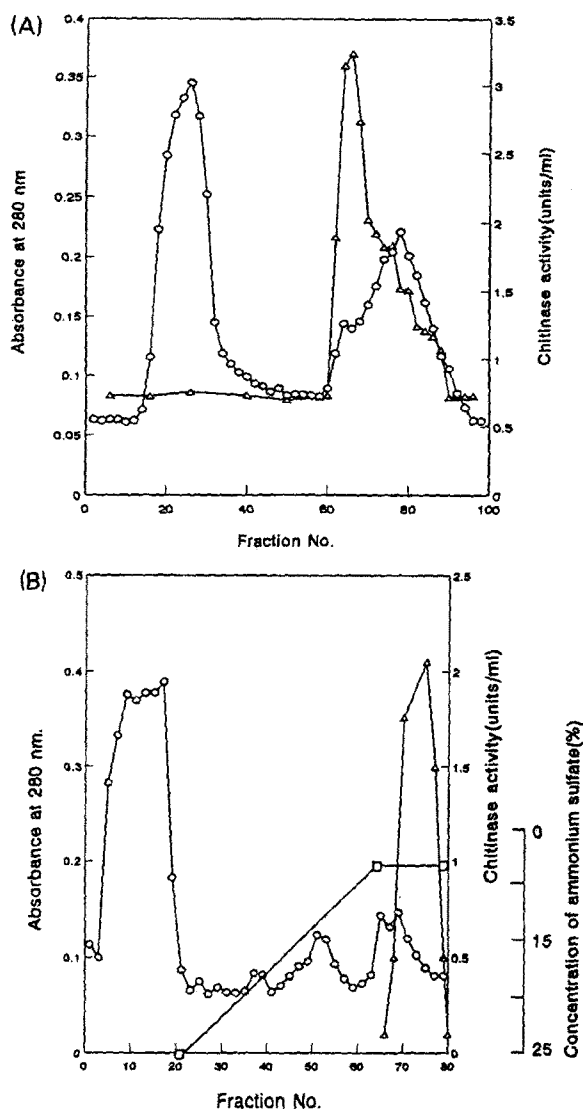 (A)
0.4
0.35
0.3
0.25
0.2
0.15
0.1
0.05
0
Absorbance at 280 nm
3.5
3
2.5
2
1.5
1
0.5
0
Chitinase activity(units/ml)
0 20 40 60 80 100
Fraction No.
(B)
0.5
0.4
0.3
0.2
0.1
0
Absorbance at 280 nm.
2.5
2
1.5
1
0.5
0
Chitinase activity(units/ml)
0
15
25
Concentration of ammonium sulfate(%)
0 10 20 30 40 50 60 70 80
Fraction No.